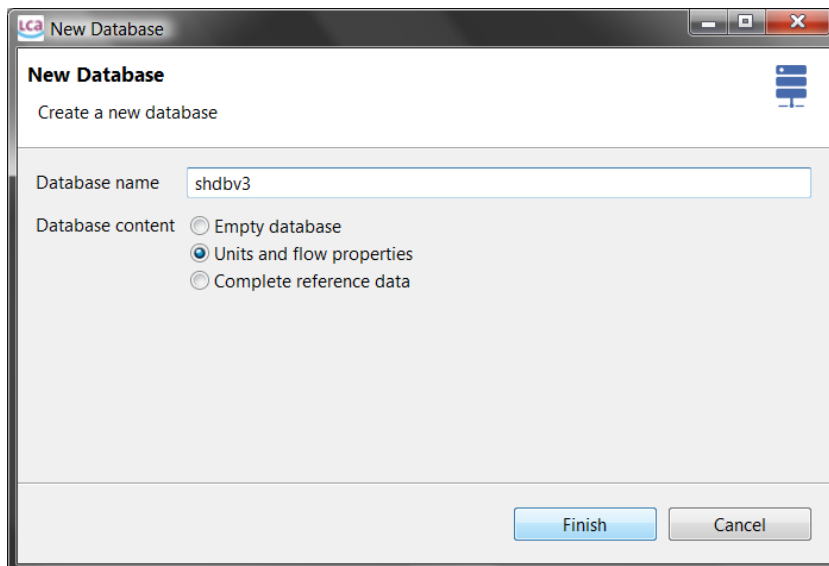 LCA New Database
New Database
Create a new database
Database name shdbv3
Database content Empty database
Units and flow properties
Complete reference data
Finish Cancel